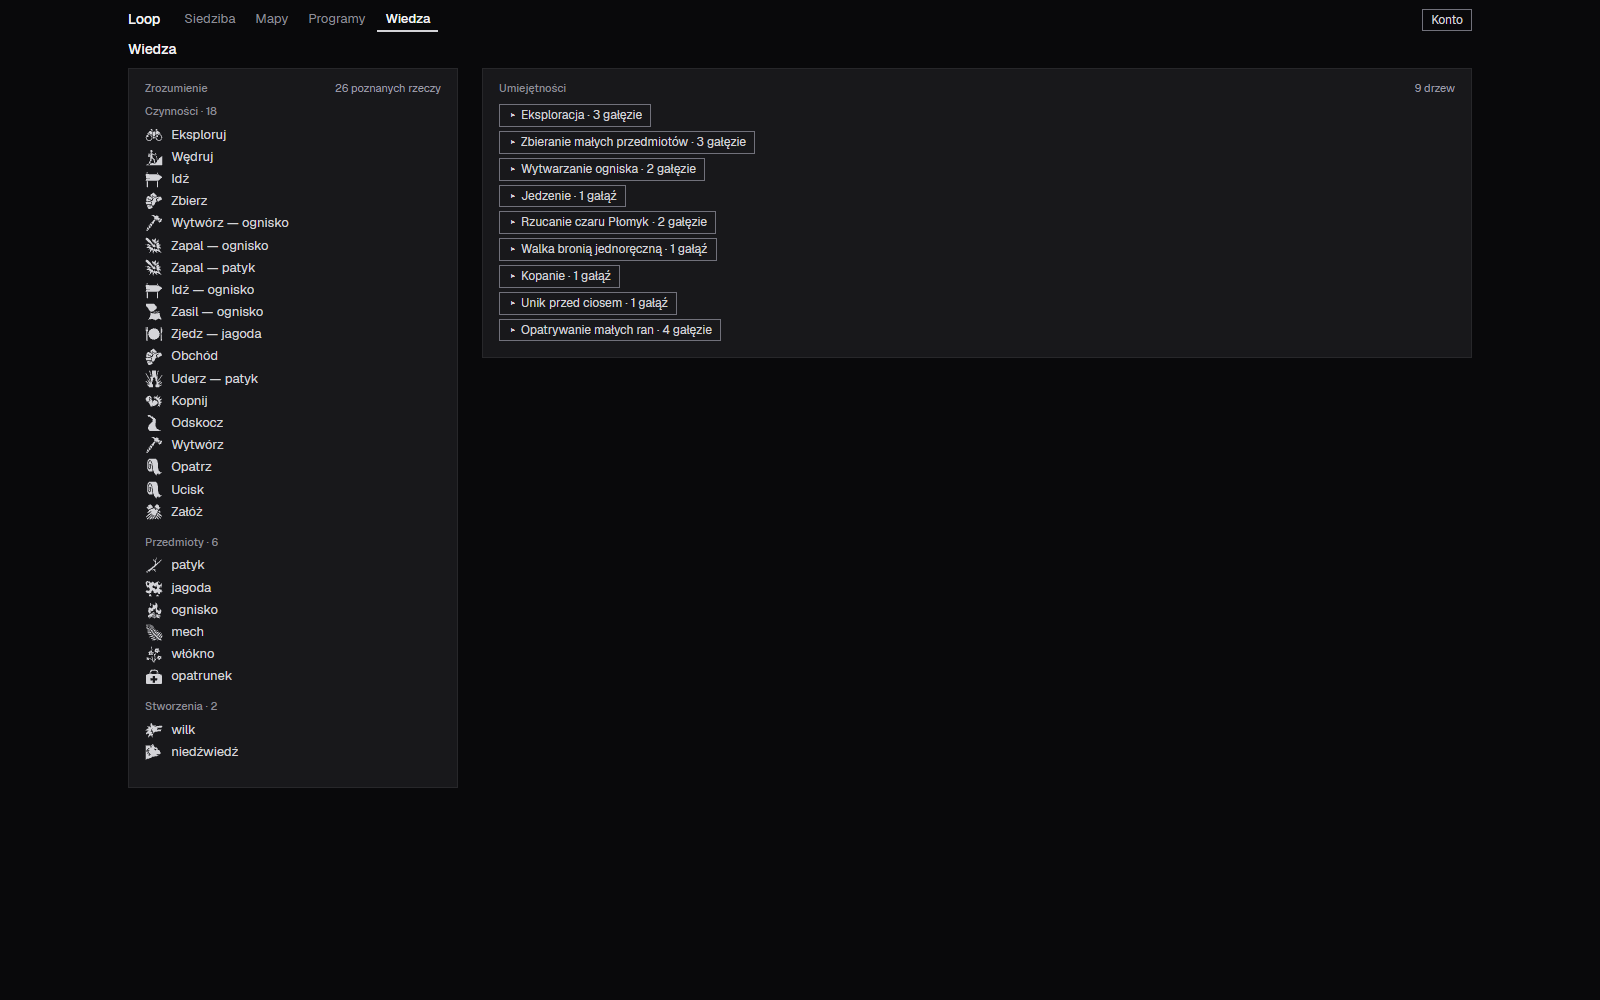 Loop Siedziba Mapy Programy Wiedza Konto
Wiedza
Zrozumienie 26 poznanych rzeczy
Czynności · 18
Eksploruj
Wędruj
Idź
Zbierz
Wytwórz — ognisko
Zapal — ognisko
Zapal — patyk
Idź — ognisko
Zasil — ognisko
Zjedz — jagoda
Obchód
Uderz — patyk
Kopnij
Odskocz
Wytwórz
Opatrz
Ucisk
Załóż
Przedmioty · 6
patyk
jagoda
ognisko
mech
włókno
opatrunek
Stworzenia · 2
wilk
niedźwiedź
Umiejętności 9 drzew
Eksploracja · 3 gałęzie
Zbieranie małych przedmiotów · 3 gałęzie
Wytwarzanie ogniska · 2 gałęzie
Jedzenie · 1 gałąź
Rzucanie czaru Płomyk · 2 gałęzie
Walka bronią jednoręczną · 1 gałąź
Kopanie · 1 gałąź
Unik przed ciosem · 1 gałąź
Opatrywanie małych ran · 4 gałęzie